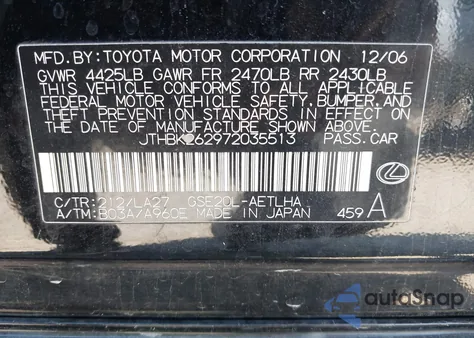 MFD.BY:TOYOTA MOTOR CORPORATION 12/06
GVWR 4425LB GAWR FR 2470LB RR 2430LB
THIS VEHICLE CONFORMS TO ALL APPLICABLE
FEDERAL MOTOR VEHICLE SAFETY, BUMPER, AND
THEFT PREVENTION STANDARDS IN EFFECT ON
THE DATE OF MANUFACTURE SHOWN ABOVE.
JTHBK262972035513 PASS.CAR
C/TR:212/LA27 GSE20L-AETLHA
A/TM:B03A/A960E MADE IN JAPAN 459 A
autoSnap